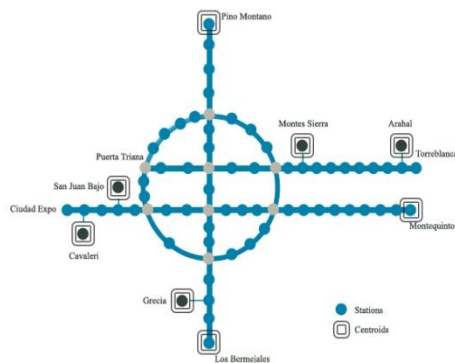 Pino Montano
Montes Sierra
Arahal
Puerta Triana
Torreblanca
San Juan Bajo
Ciudad Expo
Montequinto
Cavaleri
Grecia
Stations
Centroids
Los Bermejales